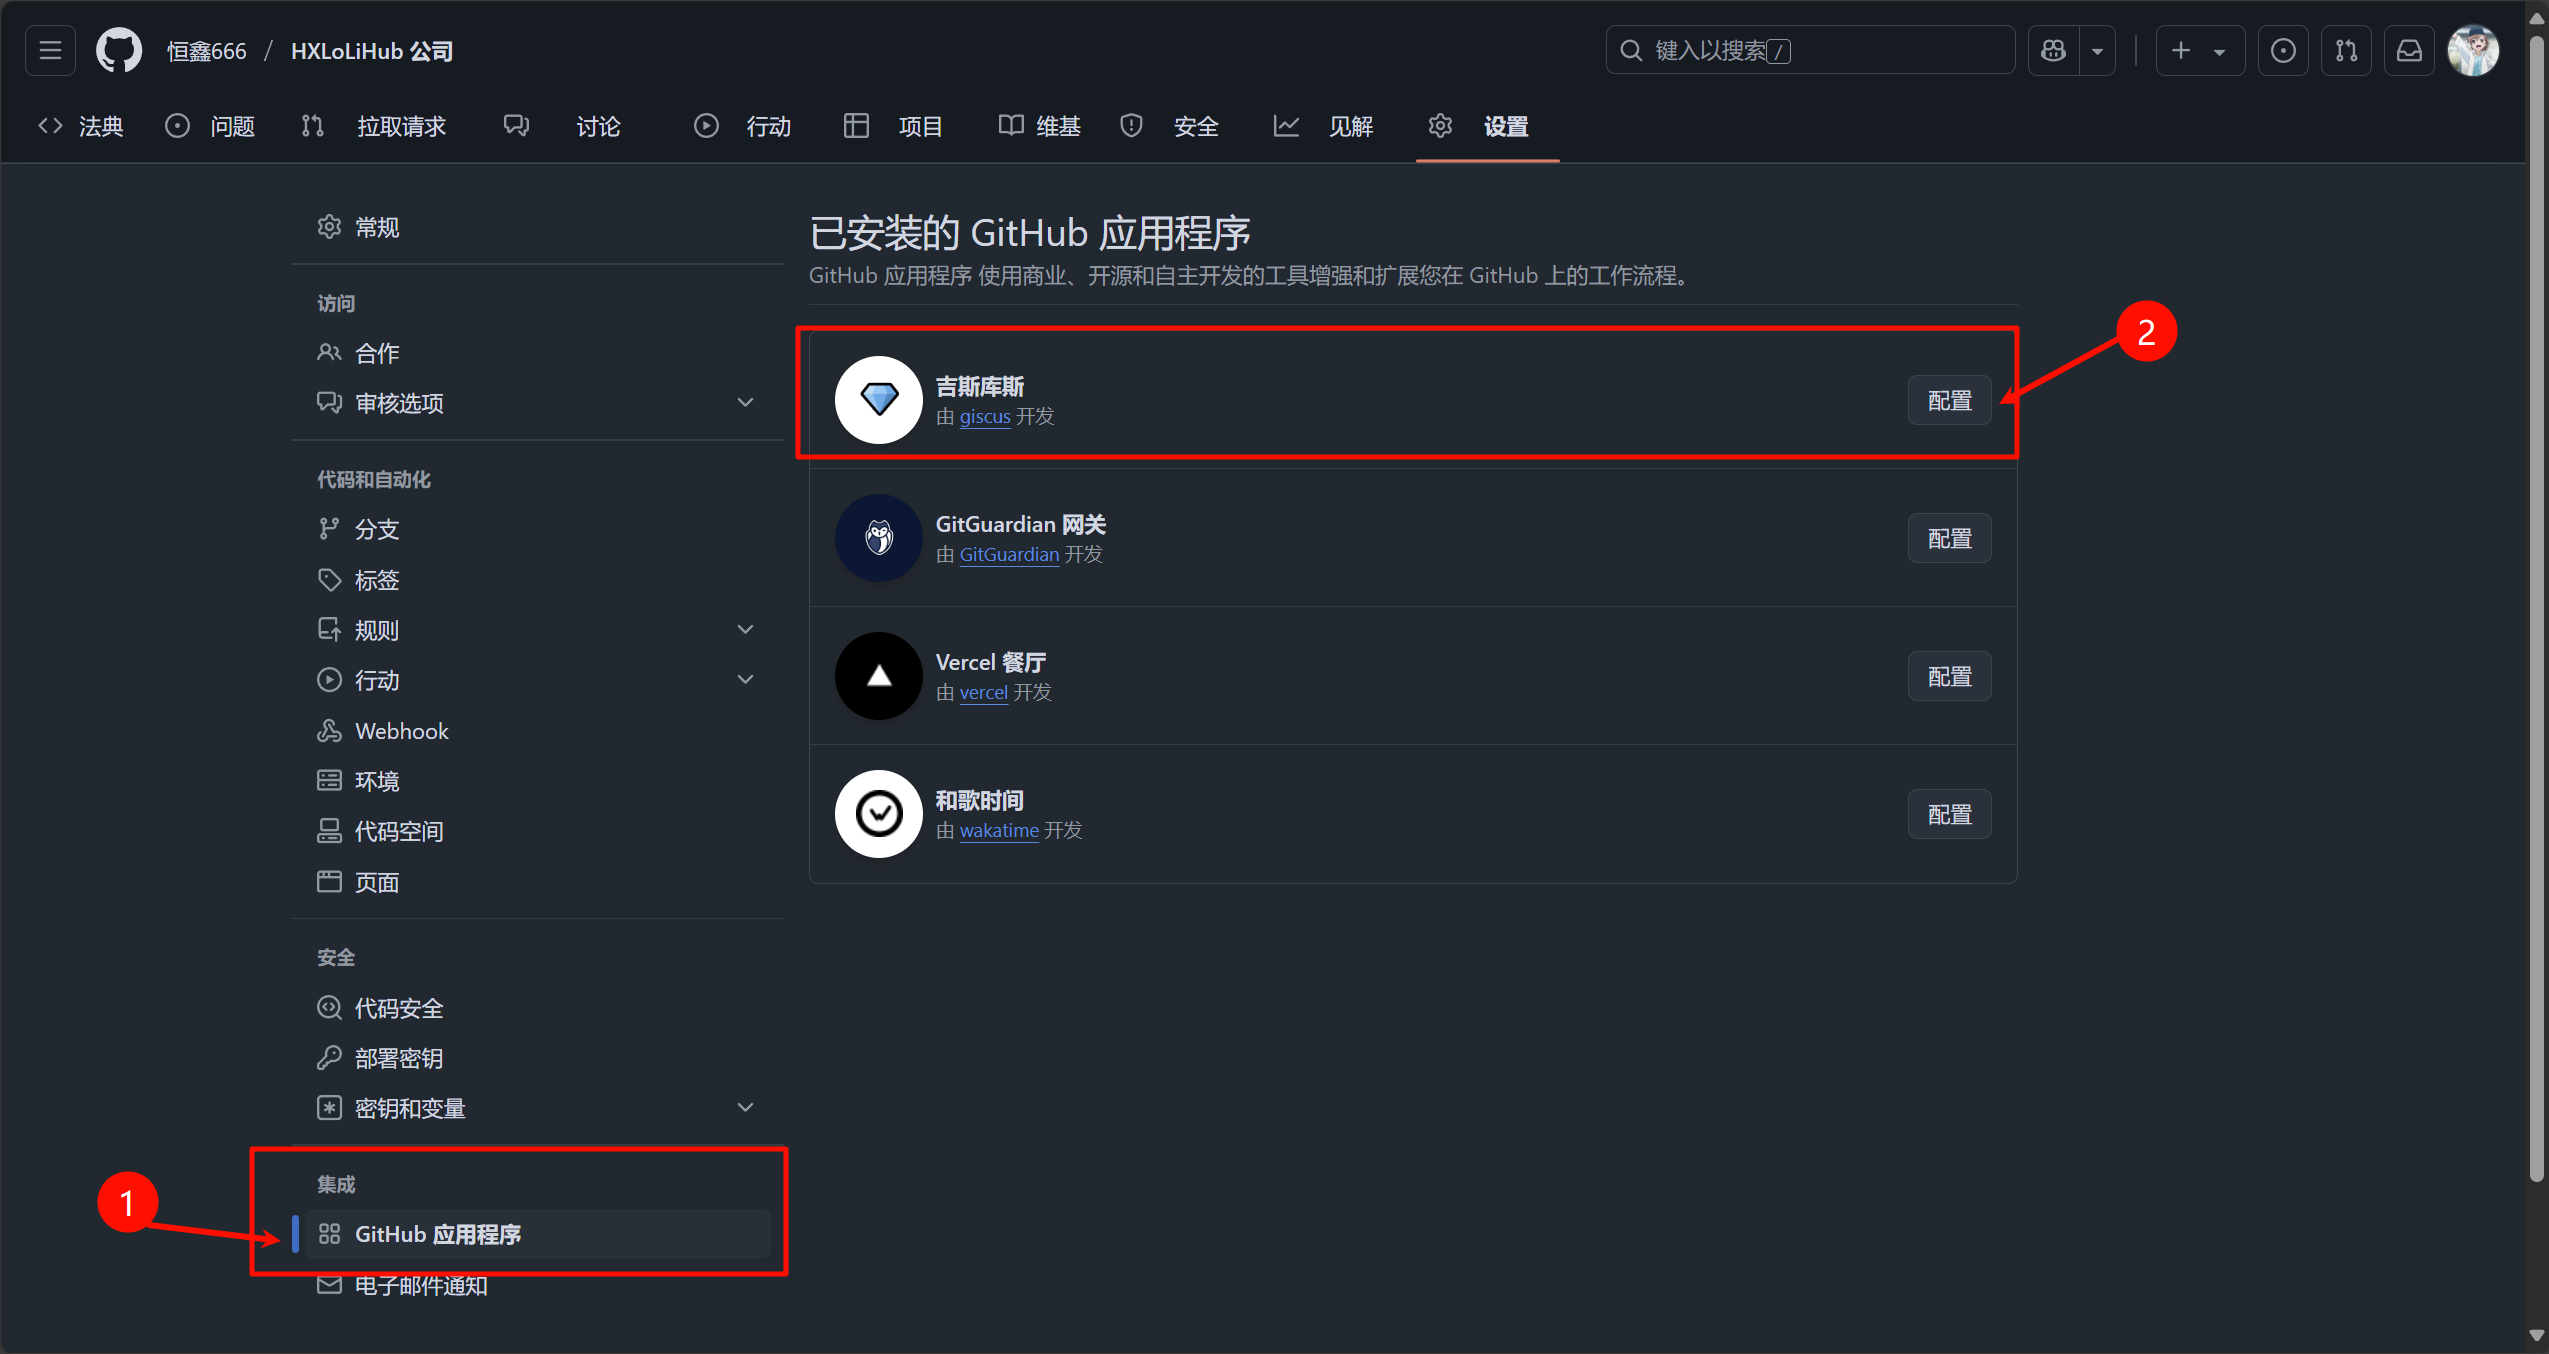 恒鑫666 / HXLoLiHub 公司
键入以搜索 /
法典
问题
拉取请求
讨论
行动
项目
维基
安全
见解
设置
常规
访问
合作
审核选项
代码和自动化
分支
标签
规则
行动
Webhook
环境
代码空间
页面
安全
代码安全
部署密钥
密钥和变量
1
集成
GitHub 应用程序
电子邮件通知
已安装的 GitHub 应用程序
GitHub 应用程序 使用商业、开源和自主开发的工具增强和扩展您在 GitHub 上的工作流程。
2
吉斯库斯
由 giscus 开发
配置
GitGuardian 网关
由 GitGuardian 开发
配置
Vercel 餐厅
由 vercel 开发
配置
和歌时间
由 wakatime 开发
配置